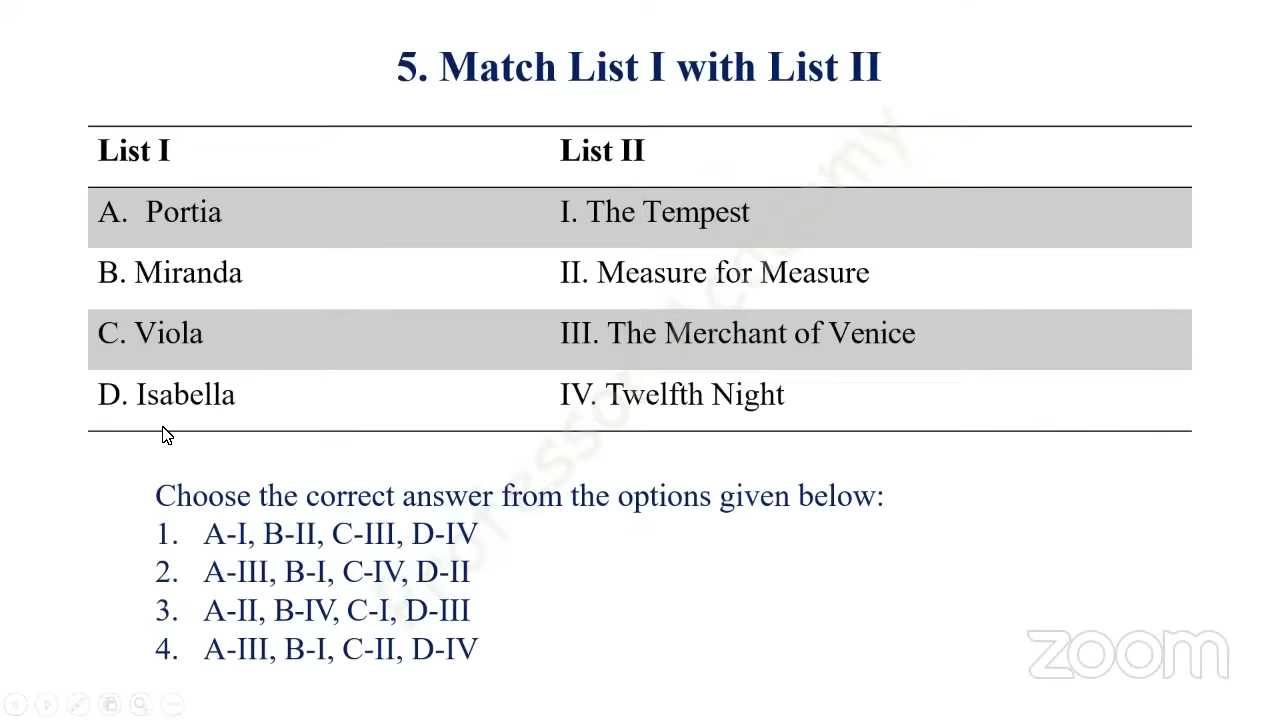 5. Match List I with List II
List I List II
A. Portia I. The Tempest
B. Miranda II. Measure for Measure
C. Viola III. The Merchant of Venice
D. Isabella IV. Twelfth Night
Choose the correct answer from the options given below:
1. A-I, B-II, C-III, D-IV
2. A-III, B-I, C-IV, D-II
3. A-II, B-IV, C-I, D-III
4. A-III, B-I, C-II, D-IV
Professor Academy
zoom